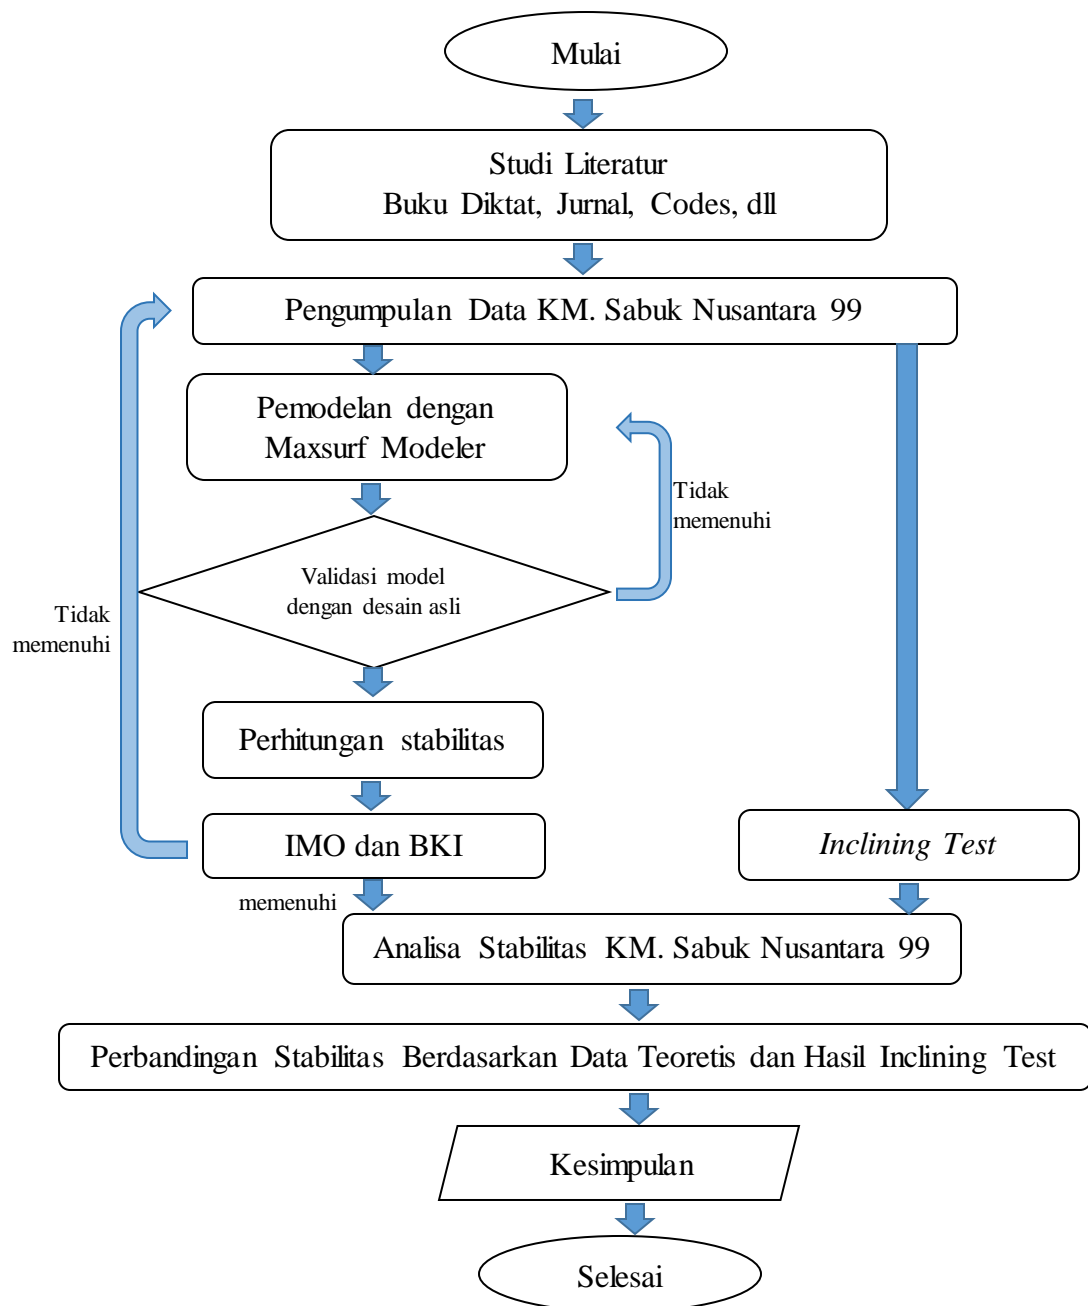 Mulai
Studi Literatur
Buku Diktat, Jurnal, Codes, dll
Pengumpulan Data KM. Sabuk Nusantara 99
Pemodelan dengan
Maxsurf Modeler
Tidak
memenuhi
Validasi model
dengan desain asli
Tidak
memenuhi
Perhitungan stabilitas
IMO dan BKI
Inclining Test
memenuhi
Analisa Stabilitas KM. Sabuk Nusantara 99
Perbandingan Stabilitas Berdasarkan Data Teoretis dan Hasil Inclining Test
Kesimpulan
Selesai